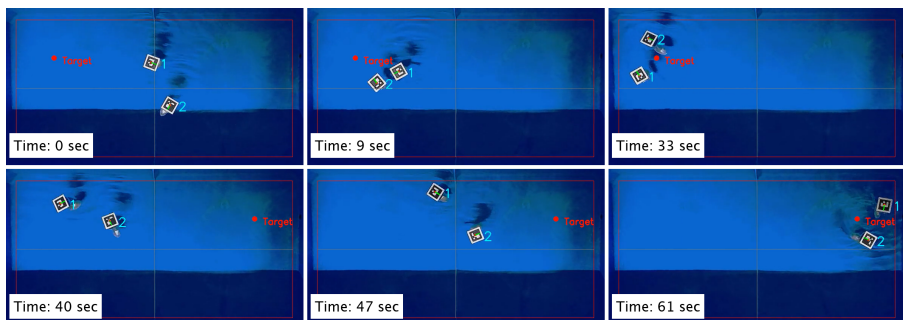 Target
1
2
Time: 0 sec
Target
1
2
Time: 9 sec
2
Target
1
Time: 33 sec
1
2
Target
Time: 40 sec
1
Target
2
Time: 47 sec
1
Target
2
Time: 61 sec